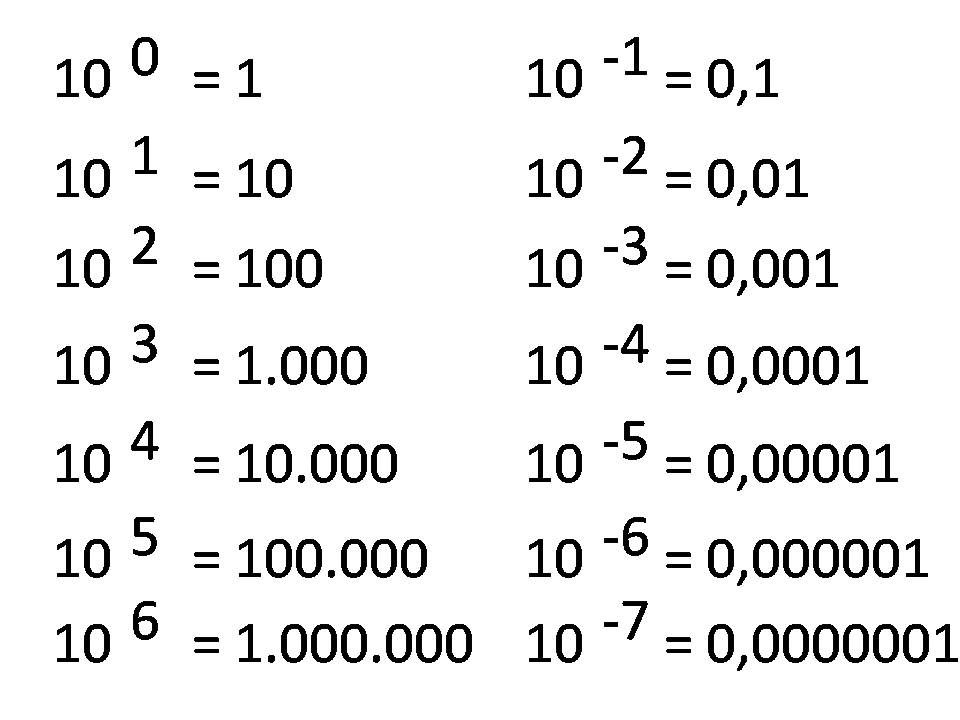 10 0 = 1
10 -1 = 0,1
10 1 = 10
10 -2 = 0,01
10 2 = 100
10 -3 = 0,001
10 3 = 1.000
10 -4 = 0,0001
10 4 = 10.000
10 -5 = 0,00001
10 5 = 100.000
10 -6 = 0,000001
10 6 = 1.000.000
10 -7 = 0,0000001